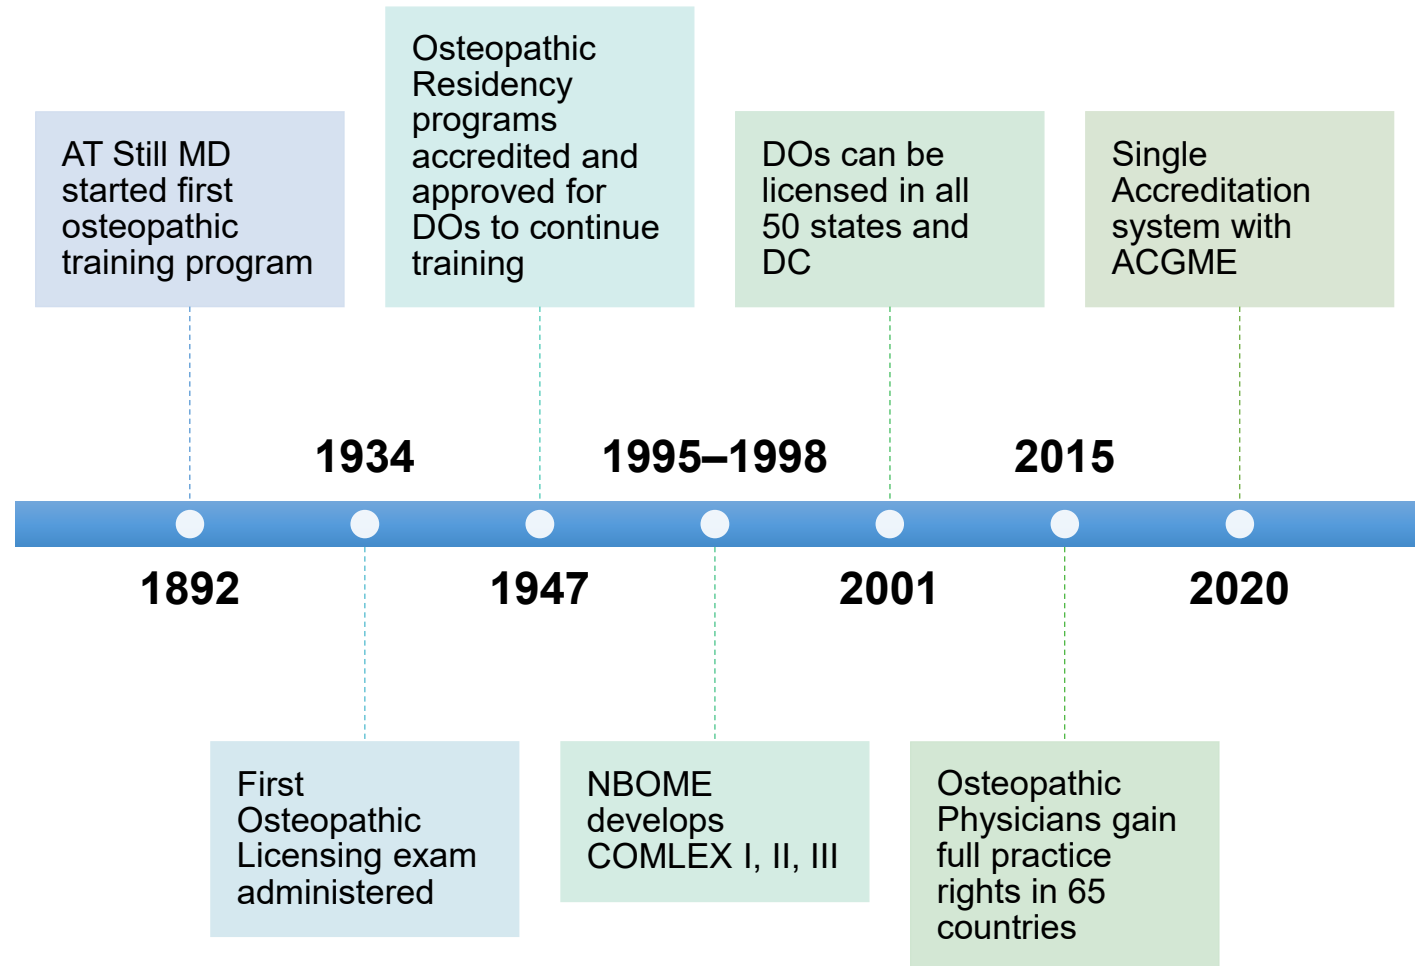 AT Still MD
started first
osteopathic
training program
1892
1934
First
Osteopathic
Licensing exam
administered
Osteopathic
Residency
programs
accredited and
approved for
DOs to continue
training
1947
1995–1998
NBOME
develops
COMLEX I, II, III
DOs can be
licensed in all
50 states and
DC
2001
2015
Osteopathic
Physicians gain
full practice
rights in 65
countries
Single
Accreditation
system with
ACGME
2020